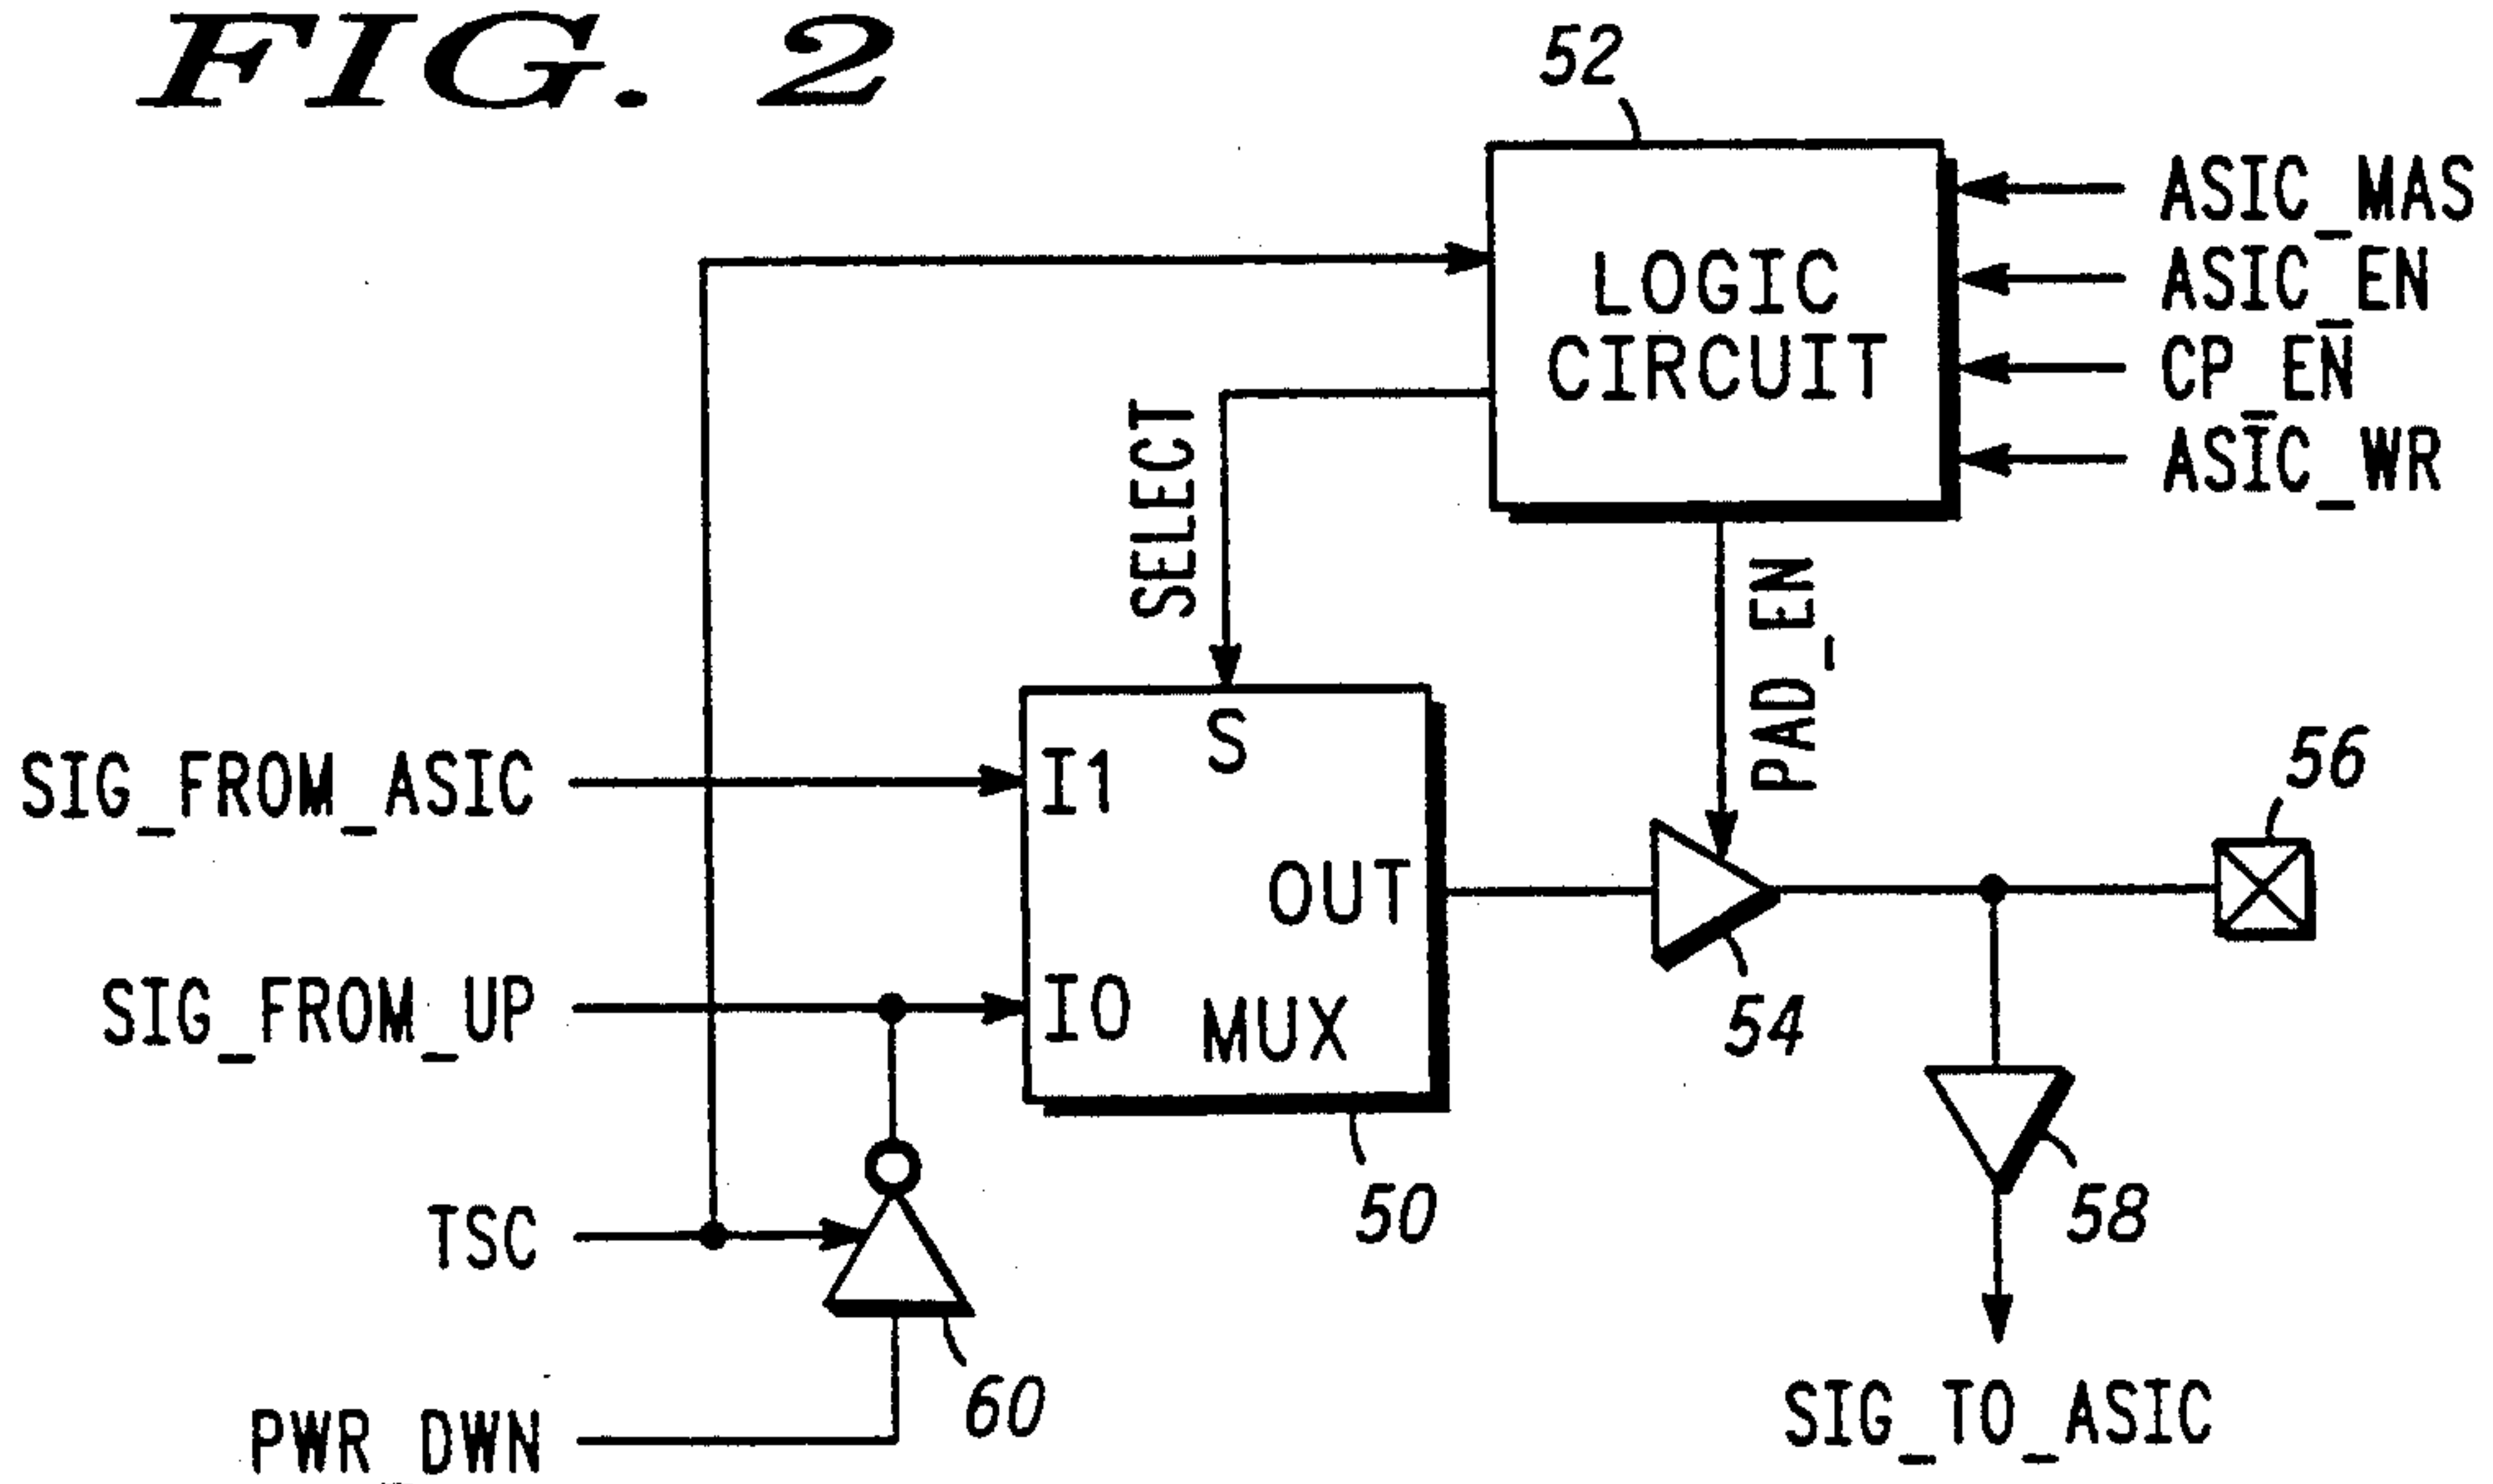 FIG. 2
52
ASIC_MAS
ASIC_EN
CP_EN
ASIC_WR
LOGIC
CIRCUIT
SELECT
PAD_EN
SIG_FROM_ASIC
I1
S
OUT
56
SIG_FROM_UP
I0
MUX
54
TSC
50
58
PWR_DWN
60
SIG_TO_ASIC